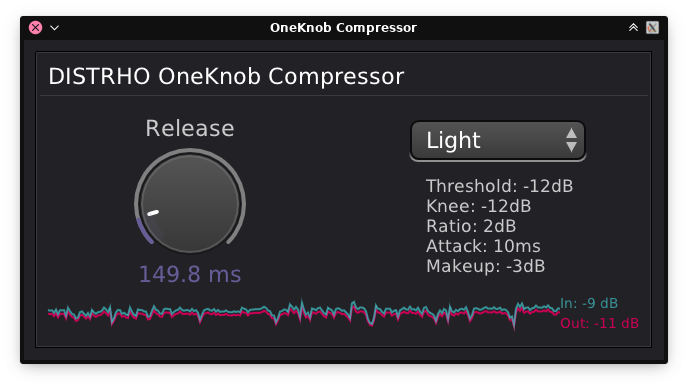 OneKnob Compressor
DISTRHO OneKnob Compressor
Release
149.8 ms
Light
Threshold: -12dB
Knee: -12dB
Ratio: 2dB
Attack: 10ms
Makeup: -3dB
In: -9 dB
Out: -11 dB